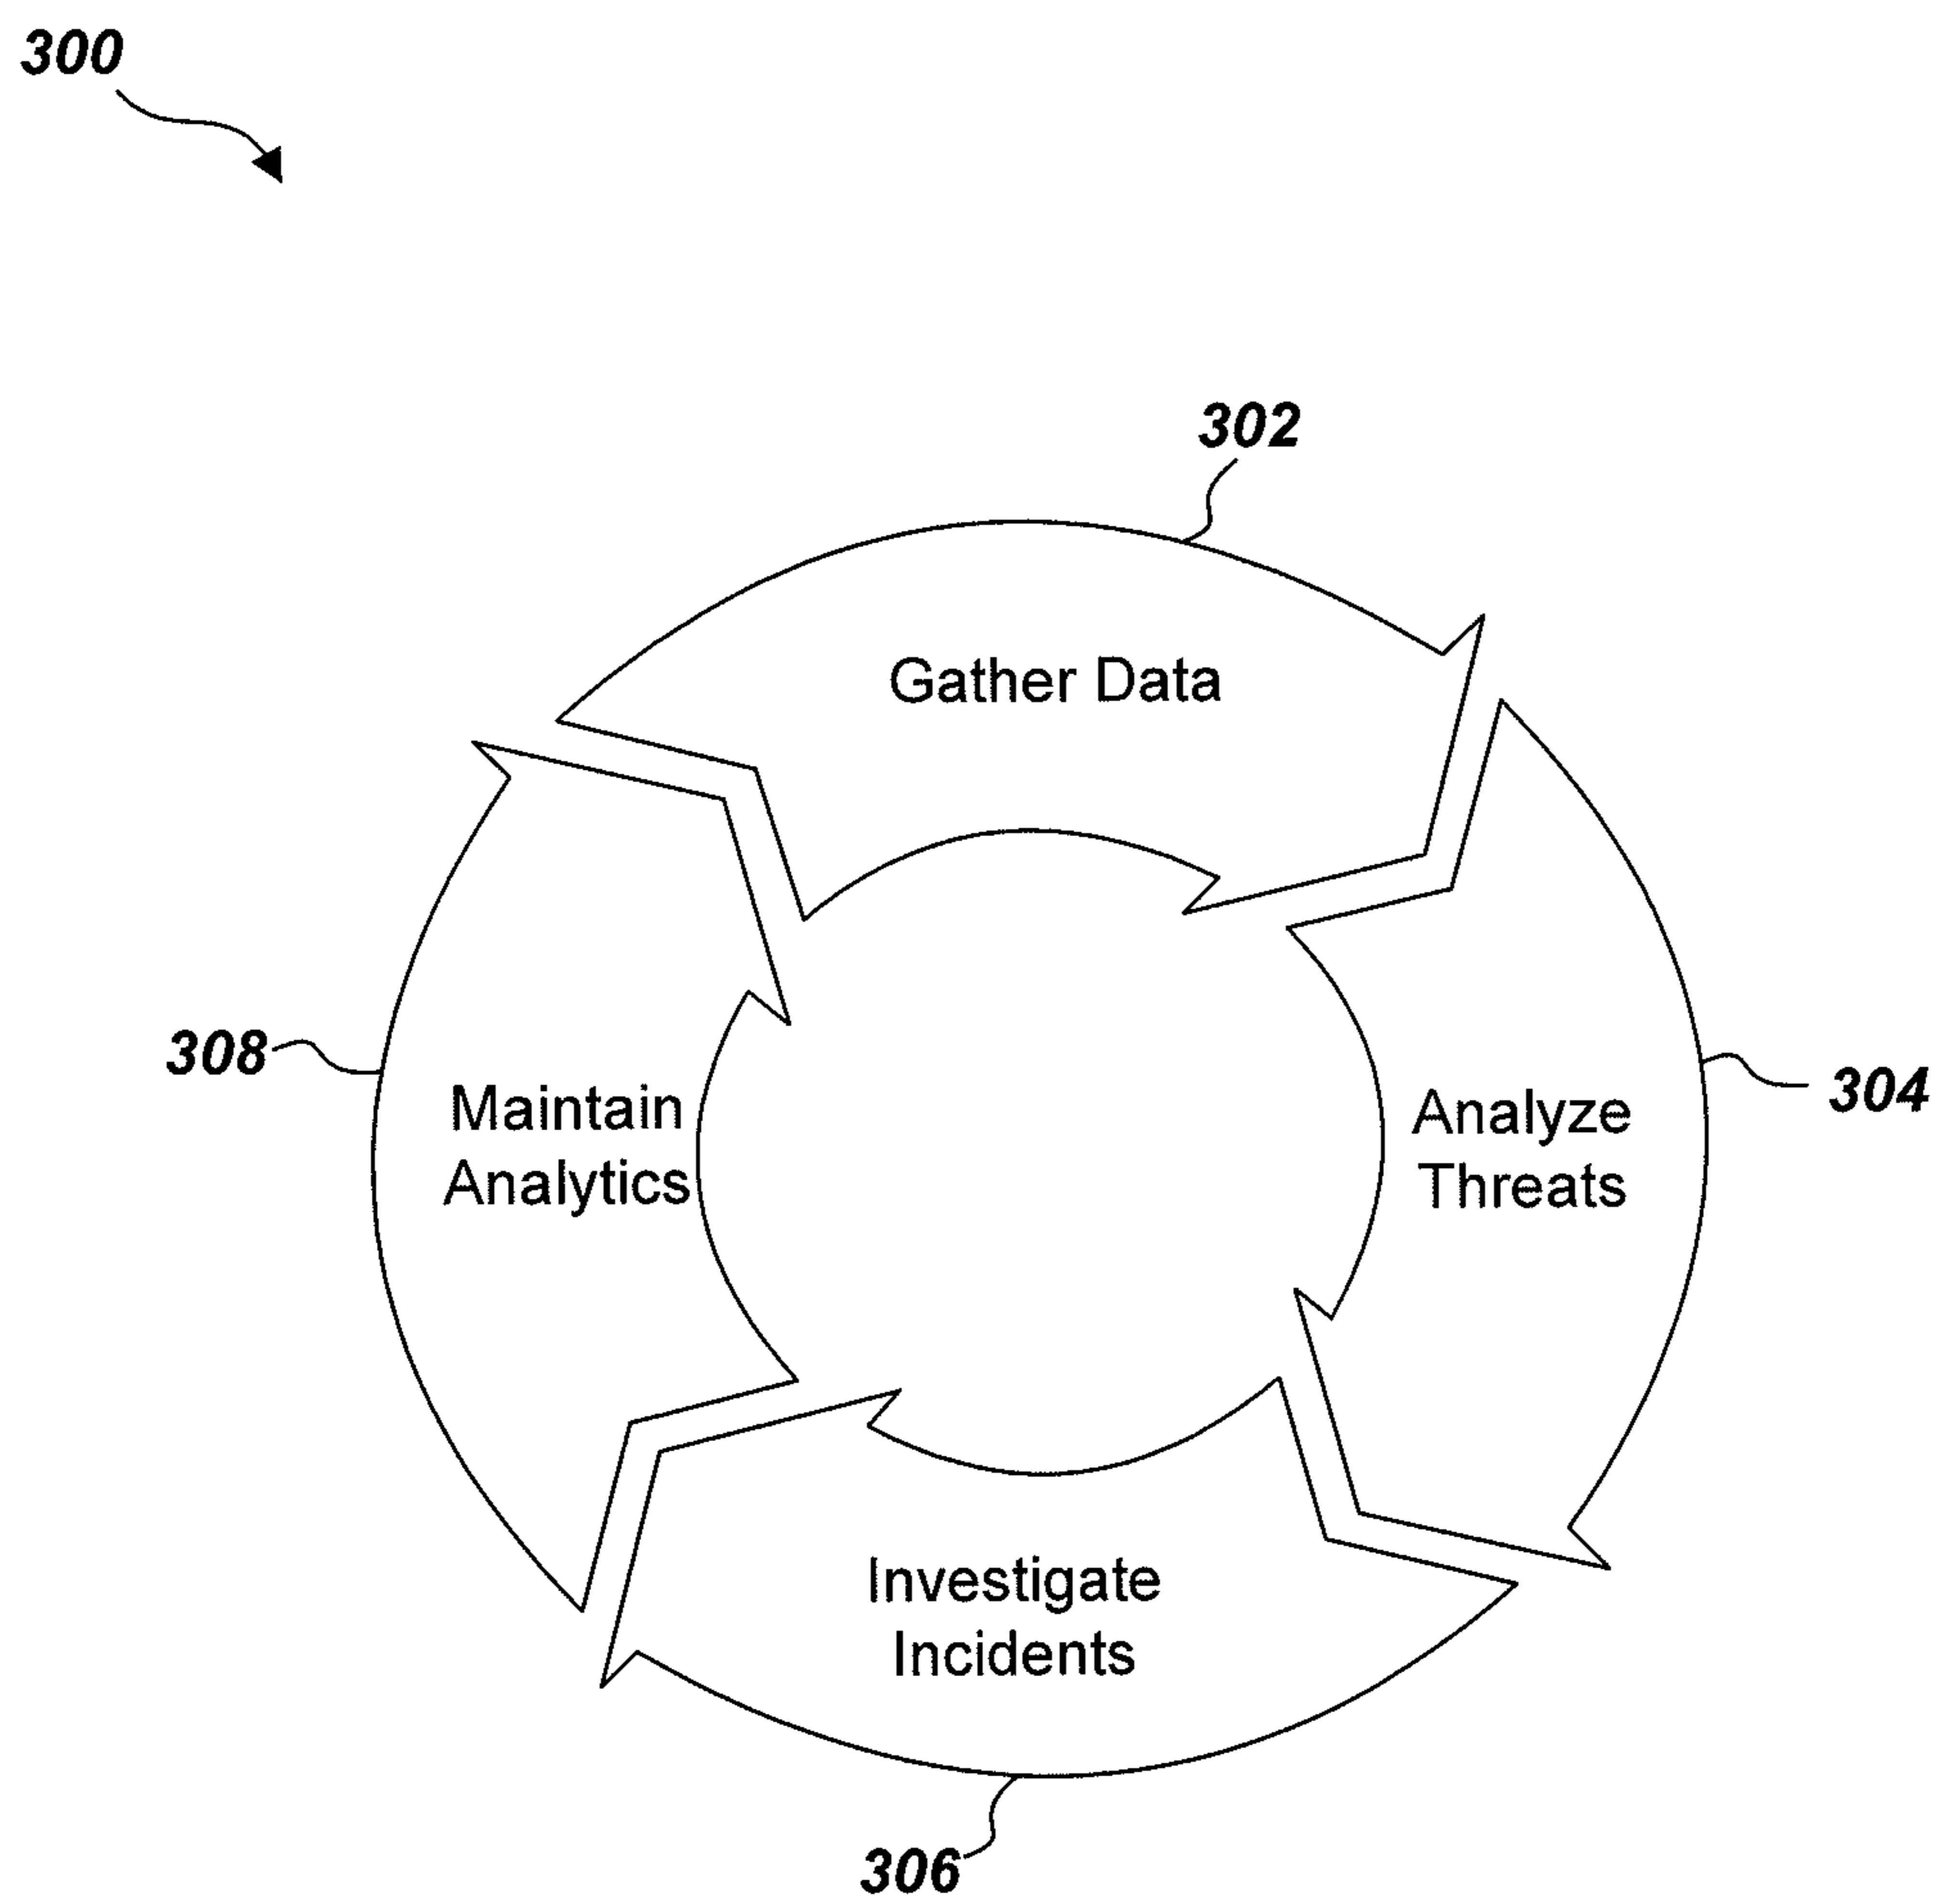 300
302
Gather Data
308
Maintain
Analytics
Analyze
Threats
304
Investigate
Incidents
306